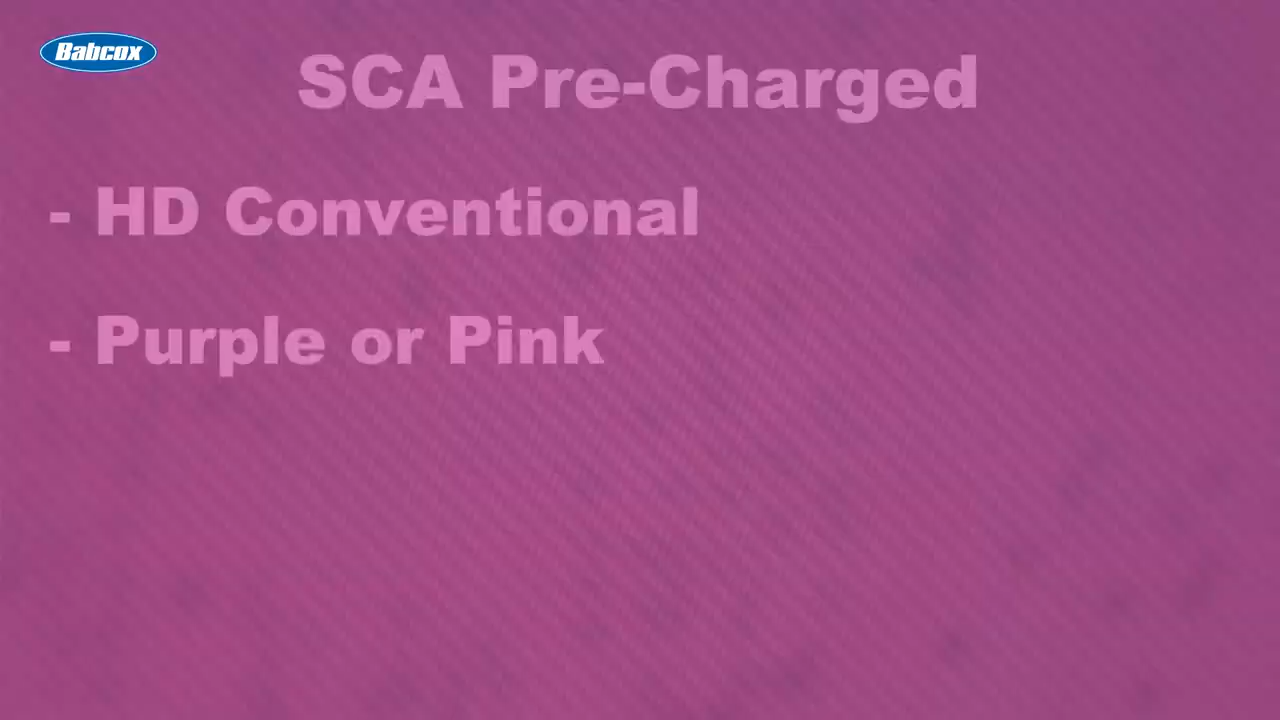 Babcox
SCA Pre-Charged
- HD Conventional
- Purple or Pink